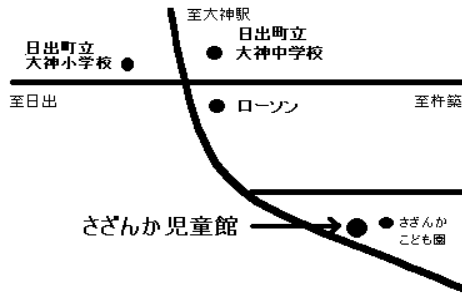 至大神駅
日出町立
大神小学校
日出町立
大神中学校
至日出
ローソン
至杵築
さざんか児童館
さざんか
こども園